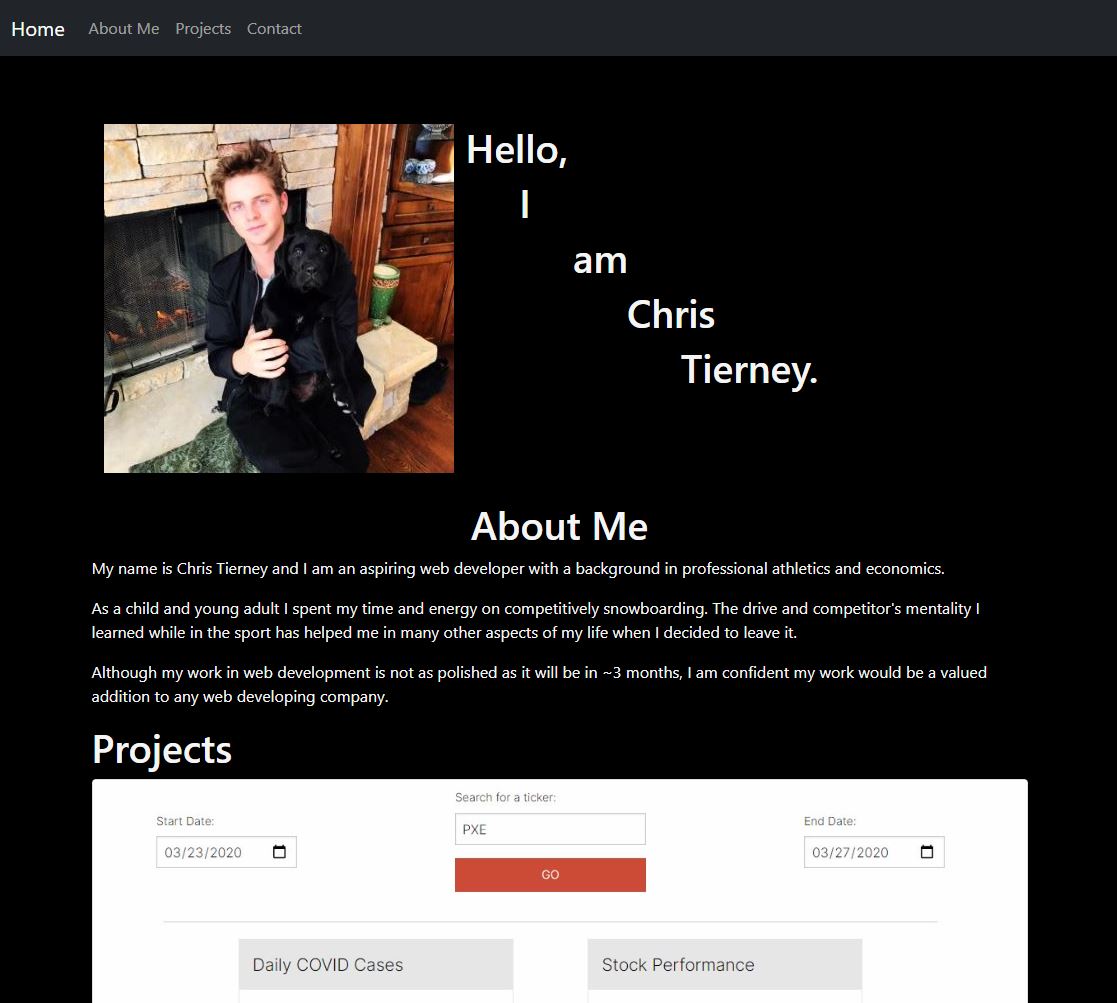 Home About Me Projects Contact
Hello,
I
am
Chris
Tierney.
About Me
My name is Chris Tierney and I am an aspiring web developer with a background in professional athletics and economics.
As a child and young adult I spent my time and energy on competitively snowboarding. The drive and competitor's mentality I
learned while in the sport has helped me in many other aspects of my life when I decided to leave it.
Although my work in web development is not as polished as it will be in ~3 months, I am confident my work would be a valued
addition to any web developing company.
Projects
Search for a ticker:
Start Date:
End Date:
PXE
03/23/2020
03/27/2020
GO
Daily COVID Cases
Stock Performance